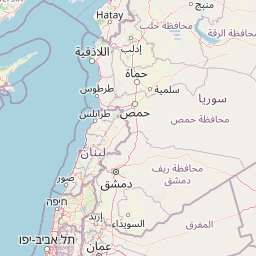 منبج
Hatay
محافظة حلب
إدلب
محافظة الرقة
اللاذقية
حماة
سلمية
طرطوس
سوريا
حمص
طرابلس
محافظة حمص
لبنان
محافظة ريف
دمشق
دمشق
صور
חיפה
إربد
السويداء
المفرق
תל אביב-יפו
عمان